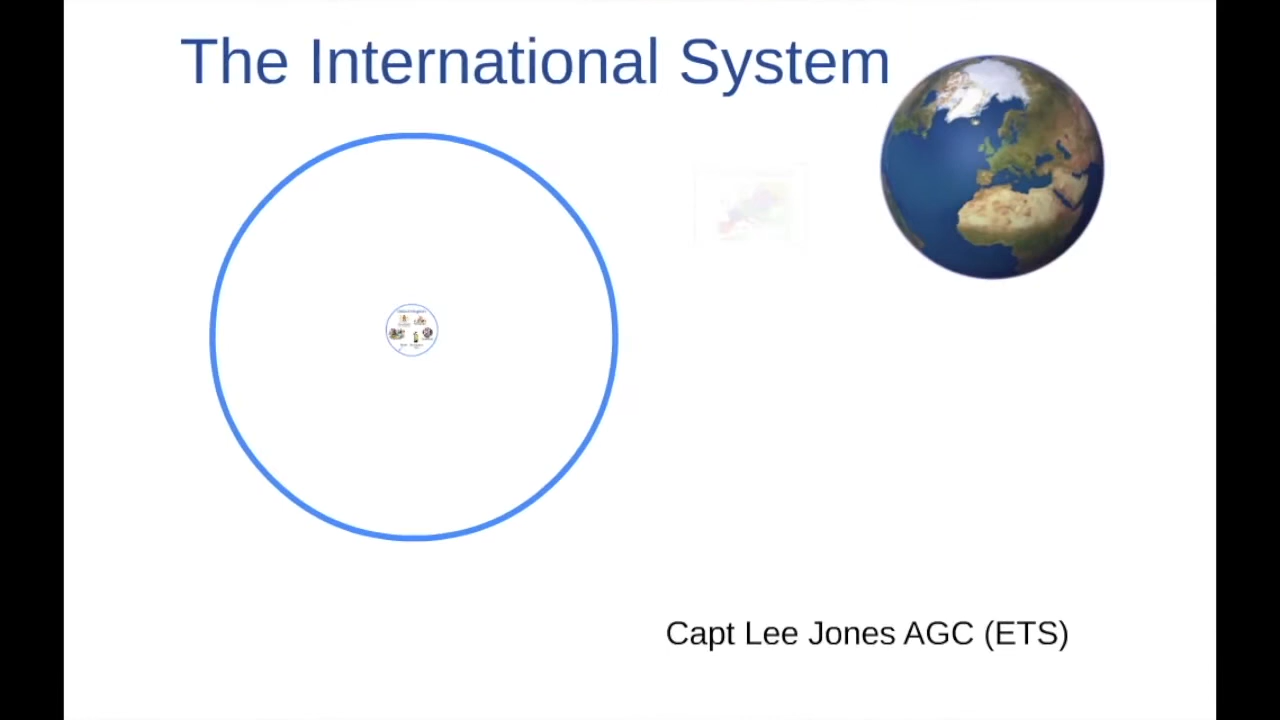 The International System
Capt Lee Jones AGC (ETS)